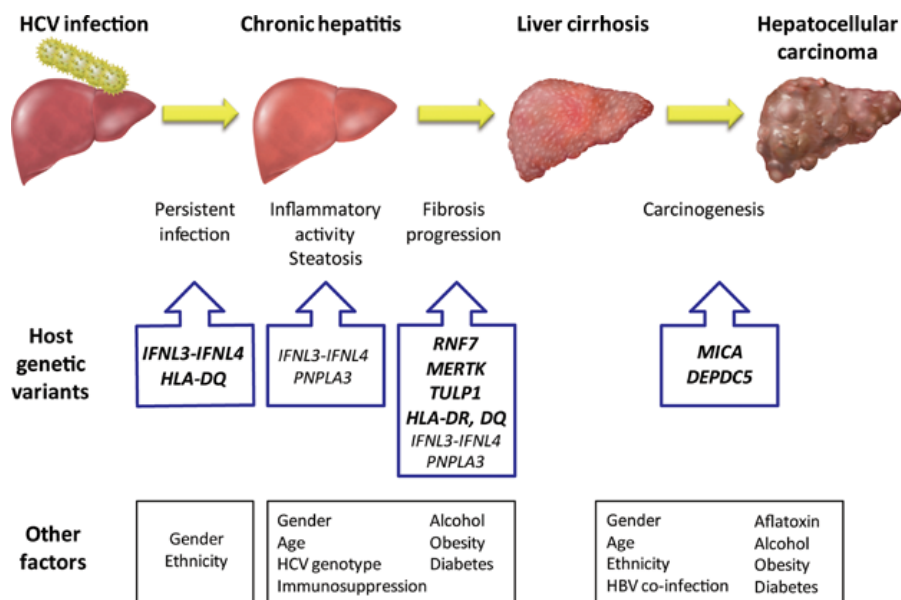 HCV infection
Chronic hepatitis
Liver cirrhosis
Hepatocellular
carcinoma
Persistent
infection
Inflammatory
activity
Steatosis
Fibrosis
progression
Carcinogenesis
Host
genetic
variants
IFNL3-IFNL4
HLA-DQ
IFNL3-IFNL4
PNPLA3
RNF7
MERTK
TULP1
HLA-DR, DQ
IFNL3-IFNL4
PNPLA3
MICA
DEPDC5
Other
factors
Gender
Ethnicity
Gender Alcohol
Age Obesity
HCV genotype Diabetes
Immunosuppression
Gender Aflatoxin
Age Alcohol
Ethnicity Obesity
HBV co-infection Diabetes